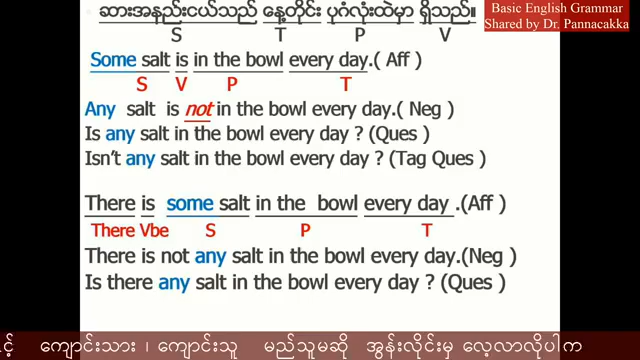 ဆားအနည်းငယ်သည် နေ့တိုင်း ပုဂံလုံးထဲမှာ ရှိသည်။
Basic English Grammar
Shared by Dr. Pannacakka
S T P V
Some salt is in the bowl every day.( Aff )
S V P T
Any salt is not in the bowl every day.( Neg )
Is any salt in the bowl every day ? (Ques )
Isn't any salt in the bowl every day ? (Tag Ques )
There is some salt in the bowl every day .(Aff )
There Vbe S P T
There is not any salt in the bowl every day.(Neg )
Is there any salt in the bowl every day ? (Ques )
ကျောင်းသား ၊ ကျောင်းသူ မည်သူမဆို အွန်းလိုင်းမှ လေ့လာလိုပါက